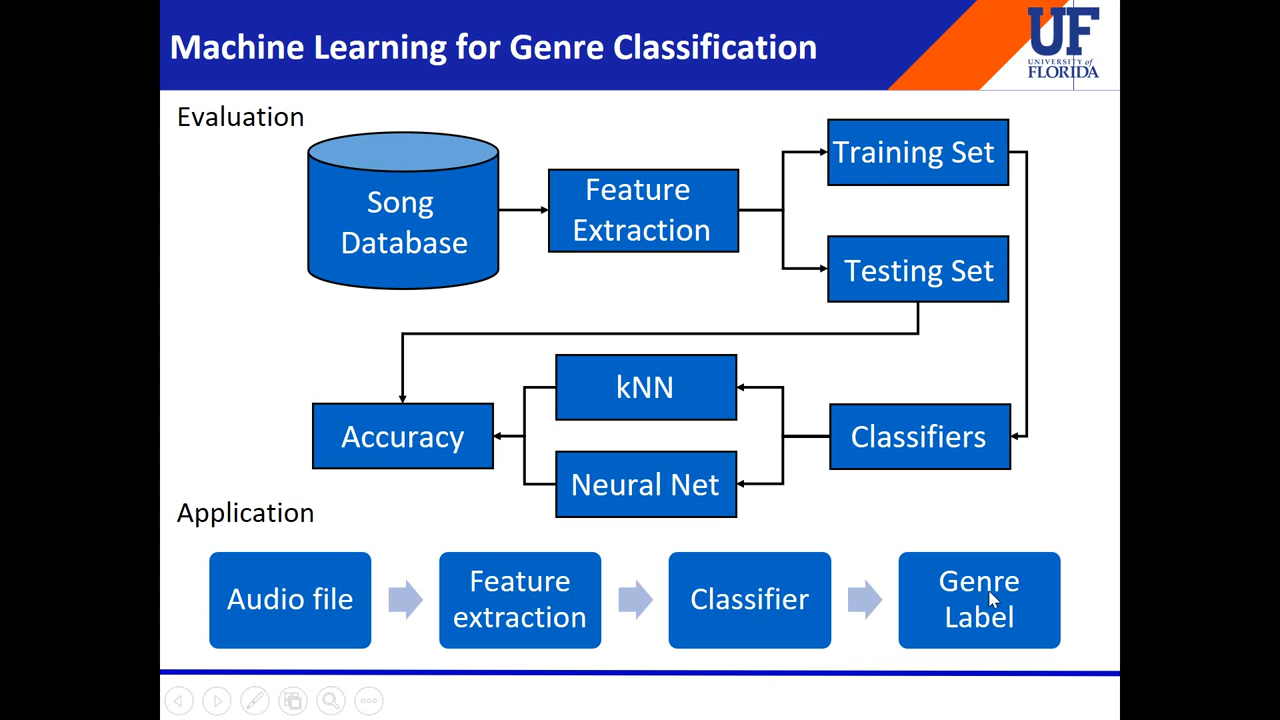 Machine Learning for Genre Classification
UF
UNIVERSITY of
FLORIDA
Evaluation
Song
Database
Feature
Extraction
Training Set
Testing Set
kNN
Accuracy
Classifiers
Neural Net
Application
Audio file
Feature
extraction
Classifier
Genre
Label